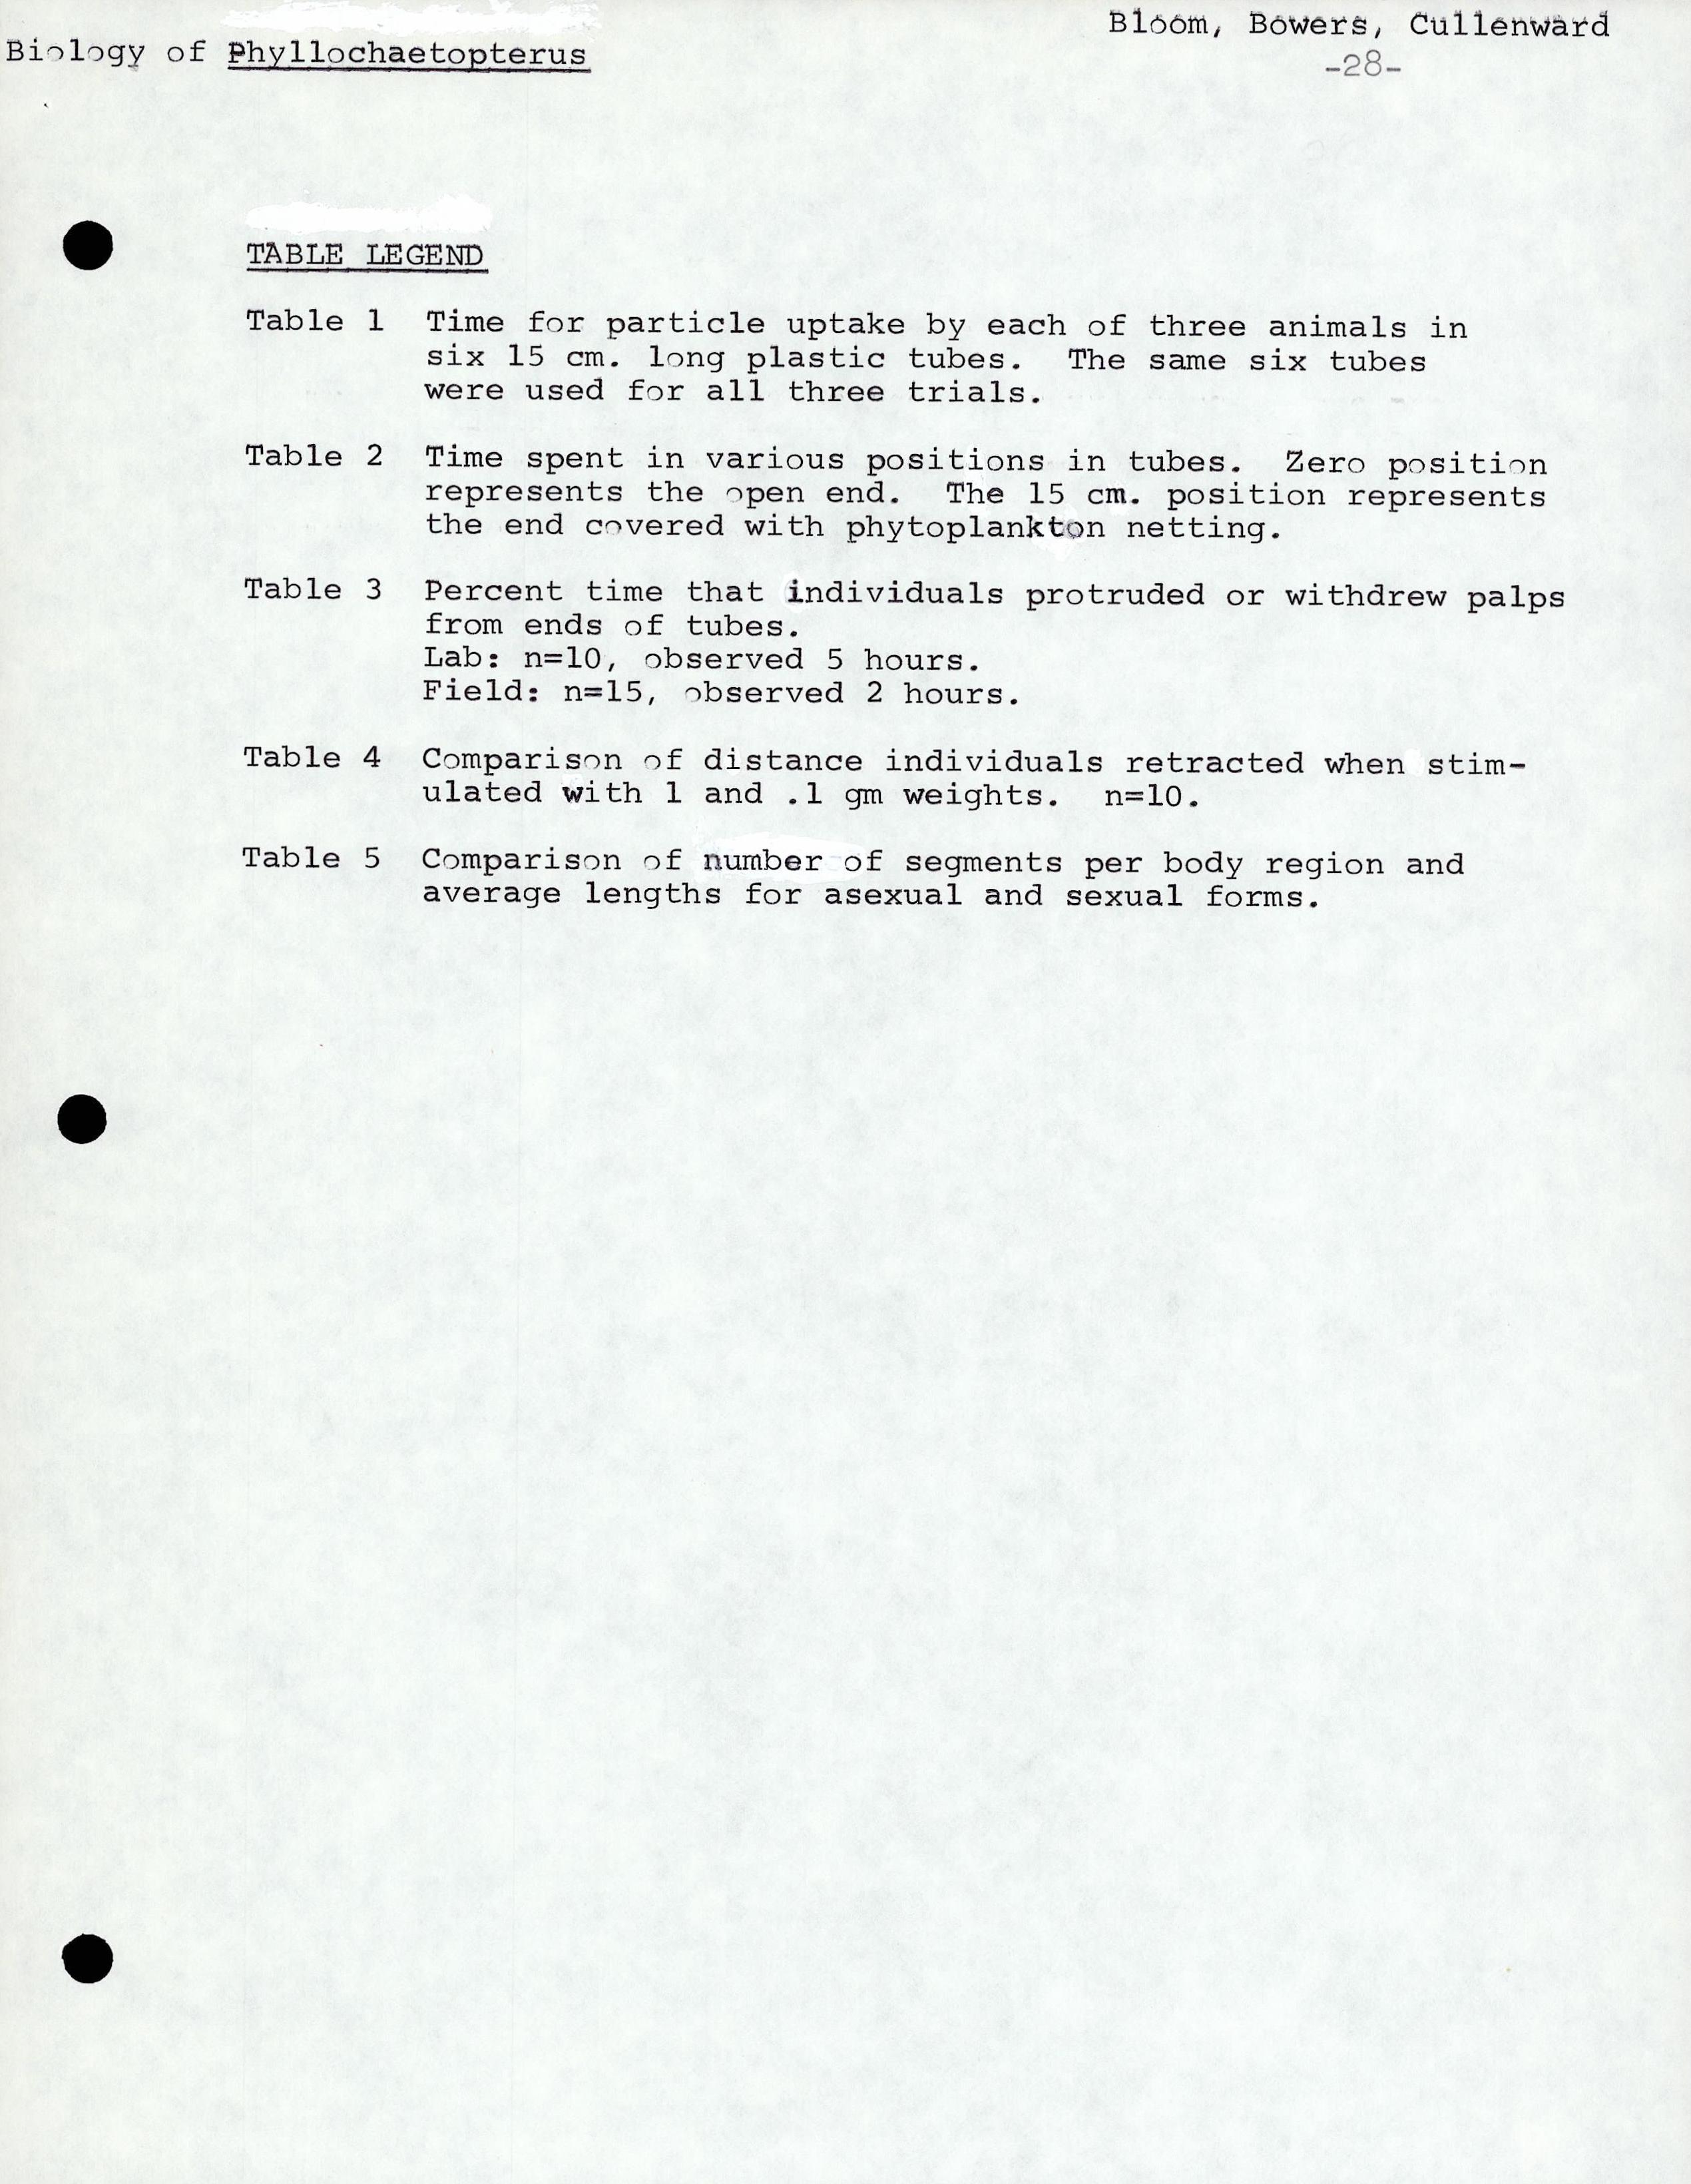 Bloom, Bowers, Cullenward
Biology of Phyllochaetopterus
-28-
TABLE LEGEND
Table 1 Time for particle uptake by each of three animals in
six 15 cm. long plastic tubes. The same six tubes
were used for all three trials.
Table 2 Time spent in various positions in tubes. Zero position
represents the open end. The 15 cm. position represents
the end covered with phytoplankton netting.
Table 3 Percent time that individuals protruded or withdrew palps
from ends of tubes.
Lab: n=10, observed 5 hours.
Field: n=15, observed 2 hours.
Table 4 Comparison of distance individuals retracted when stim-
ulated with 1 and .1 gm weights. n=10.
Table 5 Comparison of number of segments per body region and
average lengths for asexual and sexual forms.